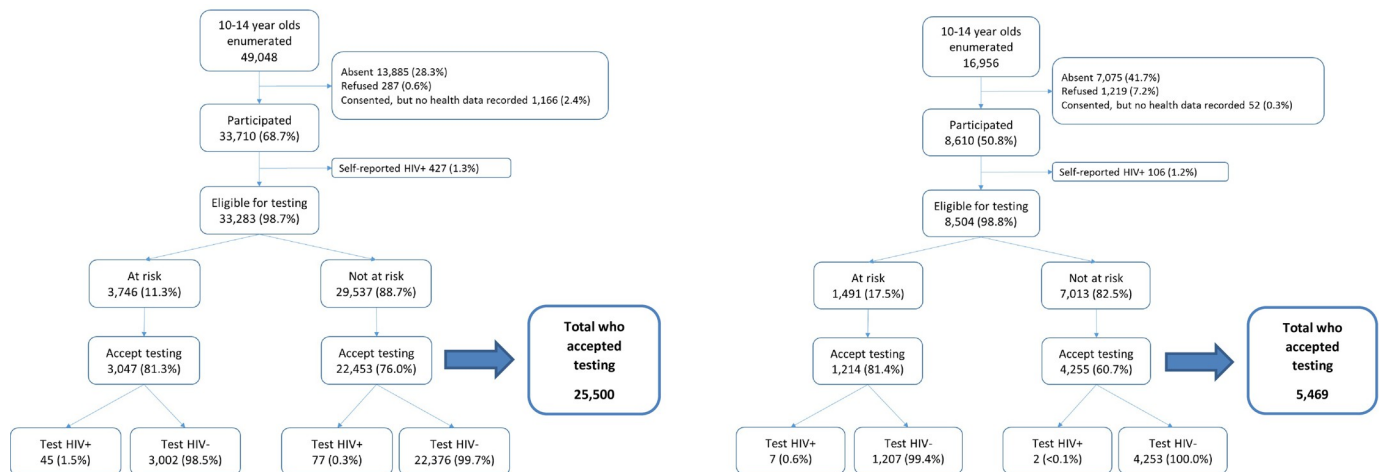 10-14 year olds
enumerated
49,048
Absent 13,885 (28.3%)
Refused 287 (0.6%)
Consented, but no health data recorded 1,166 (2.4%)
Participated
33,710 (68.7%)
Self-reported HIV+ 427 (1.3%)
Eligible for testing
33,283 (98.7%)
At risk
3,746 (11.3%)
Not at risk
29,537 (88.7%)
Accept testing
3,047 (81.3%)
Accept testing
22,453 (76.0%)
Total who
accepted
testing
25,500
Test HIV+
45 (1.5%)
Test HIV-
3,002 (98.5%)
Test HIV+
77 (0.3%)
Test HIV-
22,376 (99.7%)
10-14 year olds
enumerated
16,956
Absent 7,075 (41.7%)
Refused 1,219 (7.2%)
Consented, but no health data recorded 52 (0.3%)
Participated
8,610 (50.8%)
Self-reported HIV+ 106 (1.2%)
Eligible for testing
8,504 (98.8%)
At risk
1,491 (17.5%)
Not at risk
7,013 (82.5%)
Accept testing
1,214 (81.4%)
Accept testing
4,255 (60.7%)
Total who
accepted
testing
5,469
Test HIV+
7 (0.6%)
Test HIV-
1,207 (99.4%)
Test HIV+
2 (<0.1%)
Test HIV-
4,253 (100.0%)